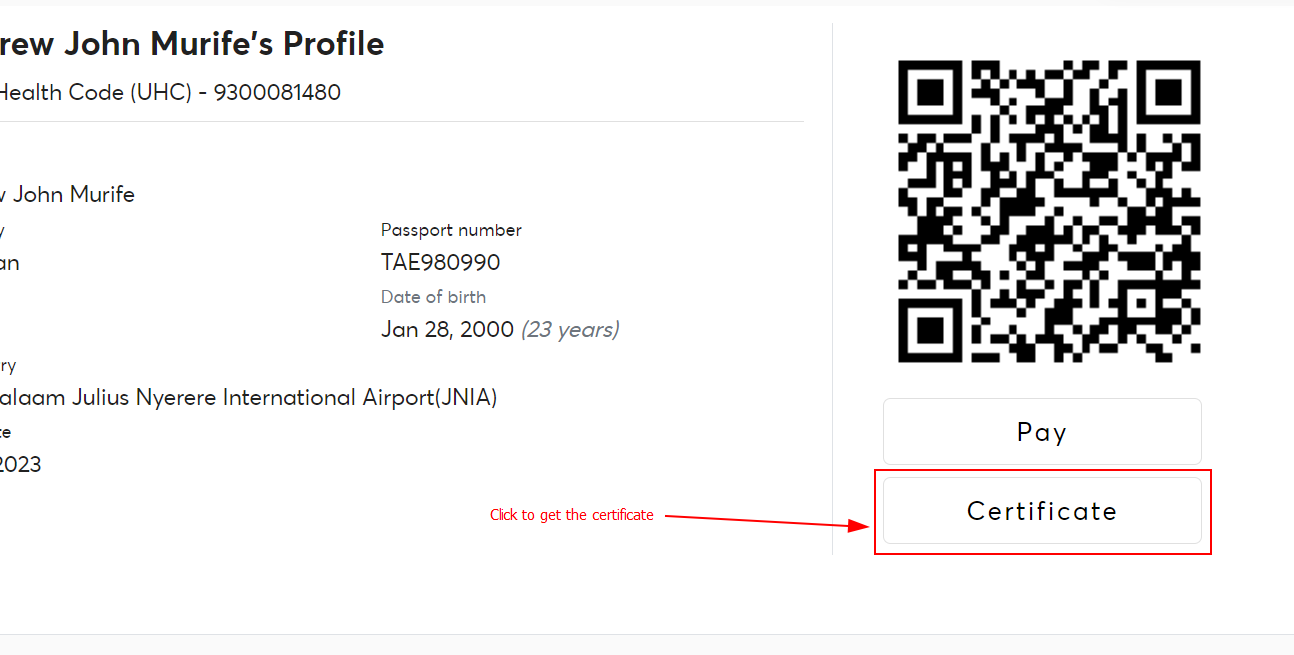 rew John Murife's Profile
Health Code (UHC) - 9300081480
John Murife
Passport number
an
TAE980990
Date of birth
Jan 28, 2000 (23 years)
ry
alaam Julius Nyerere International Airport(JNIA)
te
2023
Pay
Click to get the certificate
Certificate